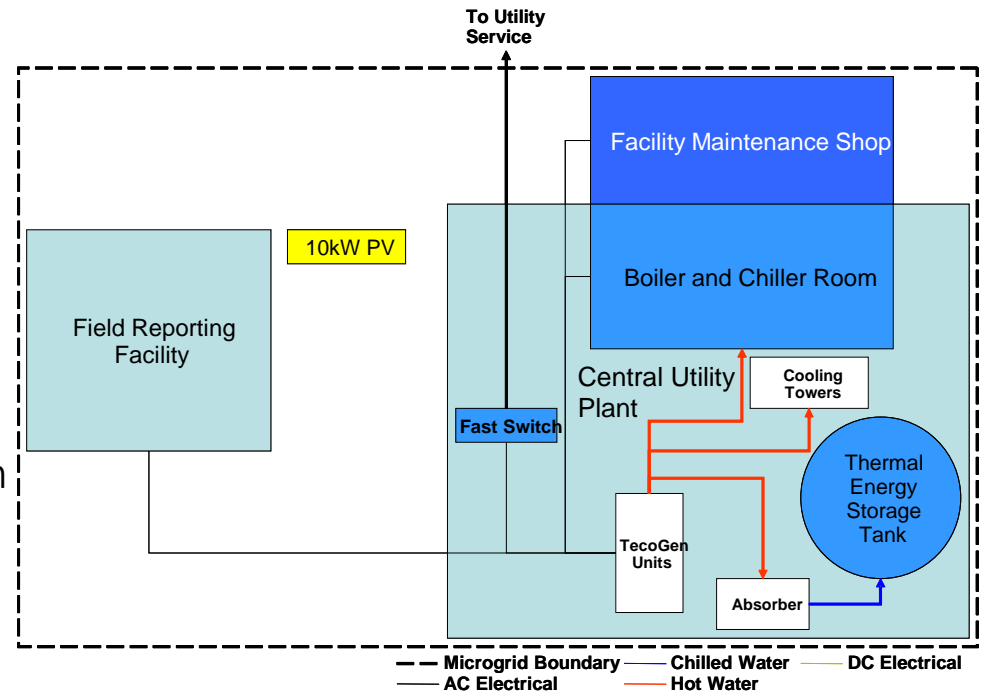 To Utility
Service
Facility Maintenance Shop
10kW PV
Boiler and Chiller Room
Field Reporting
Facility
Central Utility
Plant
Cooling
Towers
Fast Switch
Thermal
Energy
Storage
Tank
n
TecoGen
Units
Absorber
Microgrid Boundary
Chilled Water
DC Electrical
AC Electrical
Hot Water